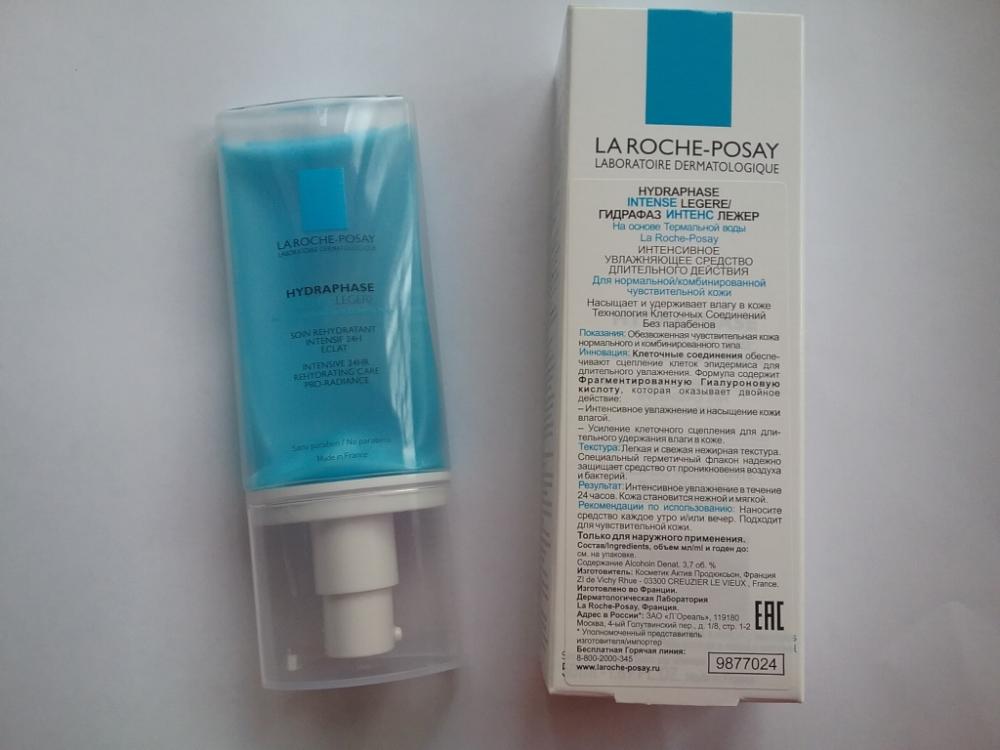 LA ROCHE-POSAY
LABORATOIRE DERMATOLOGIQUE
HYDRAPHASE
LEGERE
SOIN REHYDRATANT
INTENSIF 24H
ECLAT
INTENSIVE 24HR
REHYDRATING CARE
PRO-RADIANCE
Sans paraben / No paraben
Made in France
LA ROCHE-POSAY
LABORATOIRE DERMATOLOGIQUE
HYDRAPHASE
INTENSE LEGERE/
ГИДРАФАЗ ИНТЕНС ЛЕЖЕР
На основе Термальной воды
La Roche-Posay
ИНТЕНСИВНОЕ
УВЛАЖНЯЮЩЕЕ СРЕДСТВО
ДЛИТЕЛЬНОГО ДЕЙСТВИЯ
Для нормальной/комбинированной
чувствительной кожи
Насыщает и удерживает влагу в коже
Технология Клеточных Соединений
Без парабенов
Показания: Обезвоженная чувствительная кожа
нормального и комбинированного типа.
Инновация: Клеточные соединения обеспе-
чивают сцепление клеток эпидермиса для
длительного увлажнения. Формула содержит
Фрагментированную Гиалуроновую
кислоту, которая оказывает двойное
действие:
– Интенсивное увлажнение и насыщение кожи
влагой.
– Усиление клеточного сцепления для дли-
тельного удержания влаги в коже.
Текстура: Легкая и свежая нежирная текстура.
Специальный герметичный флакон надежно
защищает средство от проникновения воздуха
и бактерий.
Результат: Интенсивное увлажнение в течение
24 часов. Кожа становится нежной и мягкой.
Рекомендации по использованию: Наносите
средство каждое утро и/или вечер. Подходит
для чувствительной кожи.
Только для наружного применения.
Состав/Ingredients, объем мл/ml и годен до:
см. на упаковке.
Содержание Alcohoin Denat. 3,7 об. %
Изготовитель: Косметик Актив Продюксьон, Франция
ZI de Vichy Rhue - 03300 CREUZIER LE VIEUX , France.
Изготовлено во Франции.
Дерматологическая Лаборатория
La Roche-Posay, Франция.
Адрес в России*: ЗАО «Л`Ореаль», 119180
Москва, 4-ый Голутвинский пер., д. 1/8, стр. 1-2
* Уполномоченный представитель
изготовителя/импортер
Бесплатная Горячая линия:
8-800-2000-345
www.laroche-posay.ru
EAC
9877024